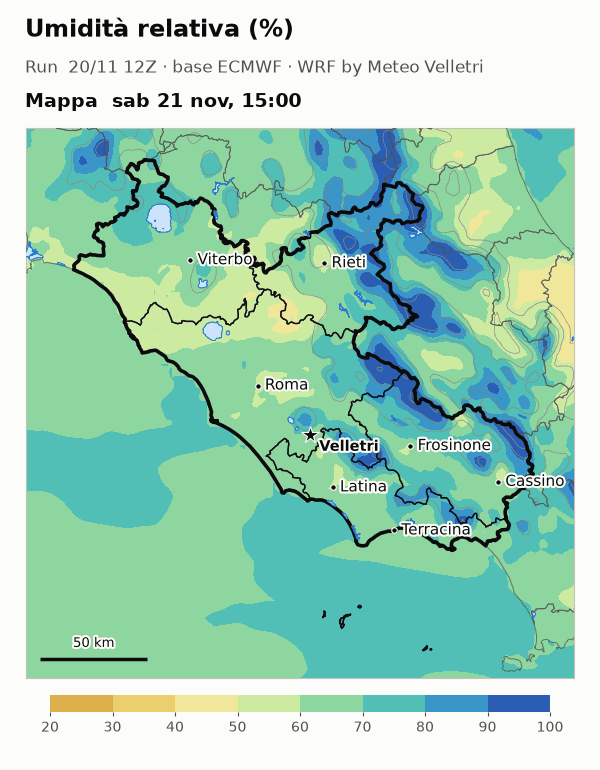 Umidità relativa (%)
Run  20/11 12Z · base ECMWF · WRF by Meteo Velletri
Mappa  sab 21 nov, 15:00
Viterbo
Rieti
Roma
Velletri
Frosinone
Latina
Cassino
Terracina
50 km
20 30 40 50 60 70 80 90 100